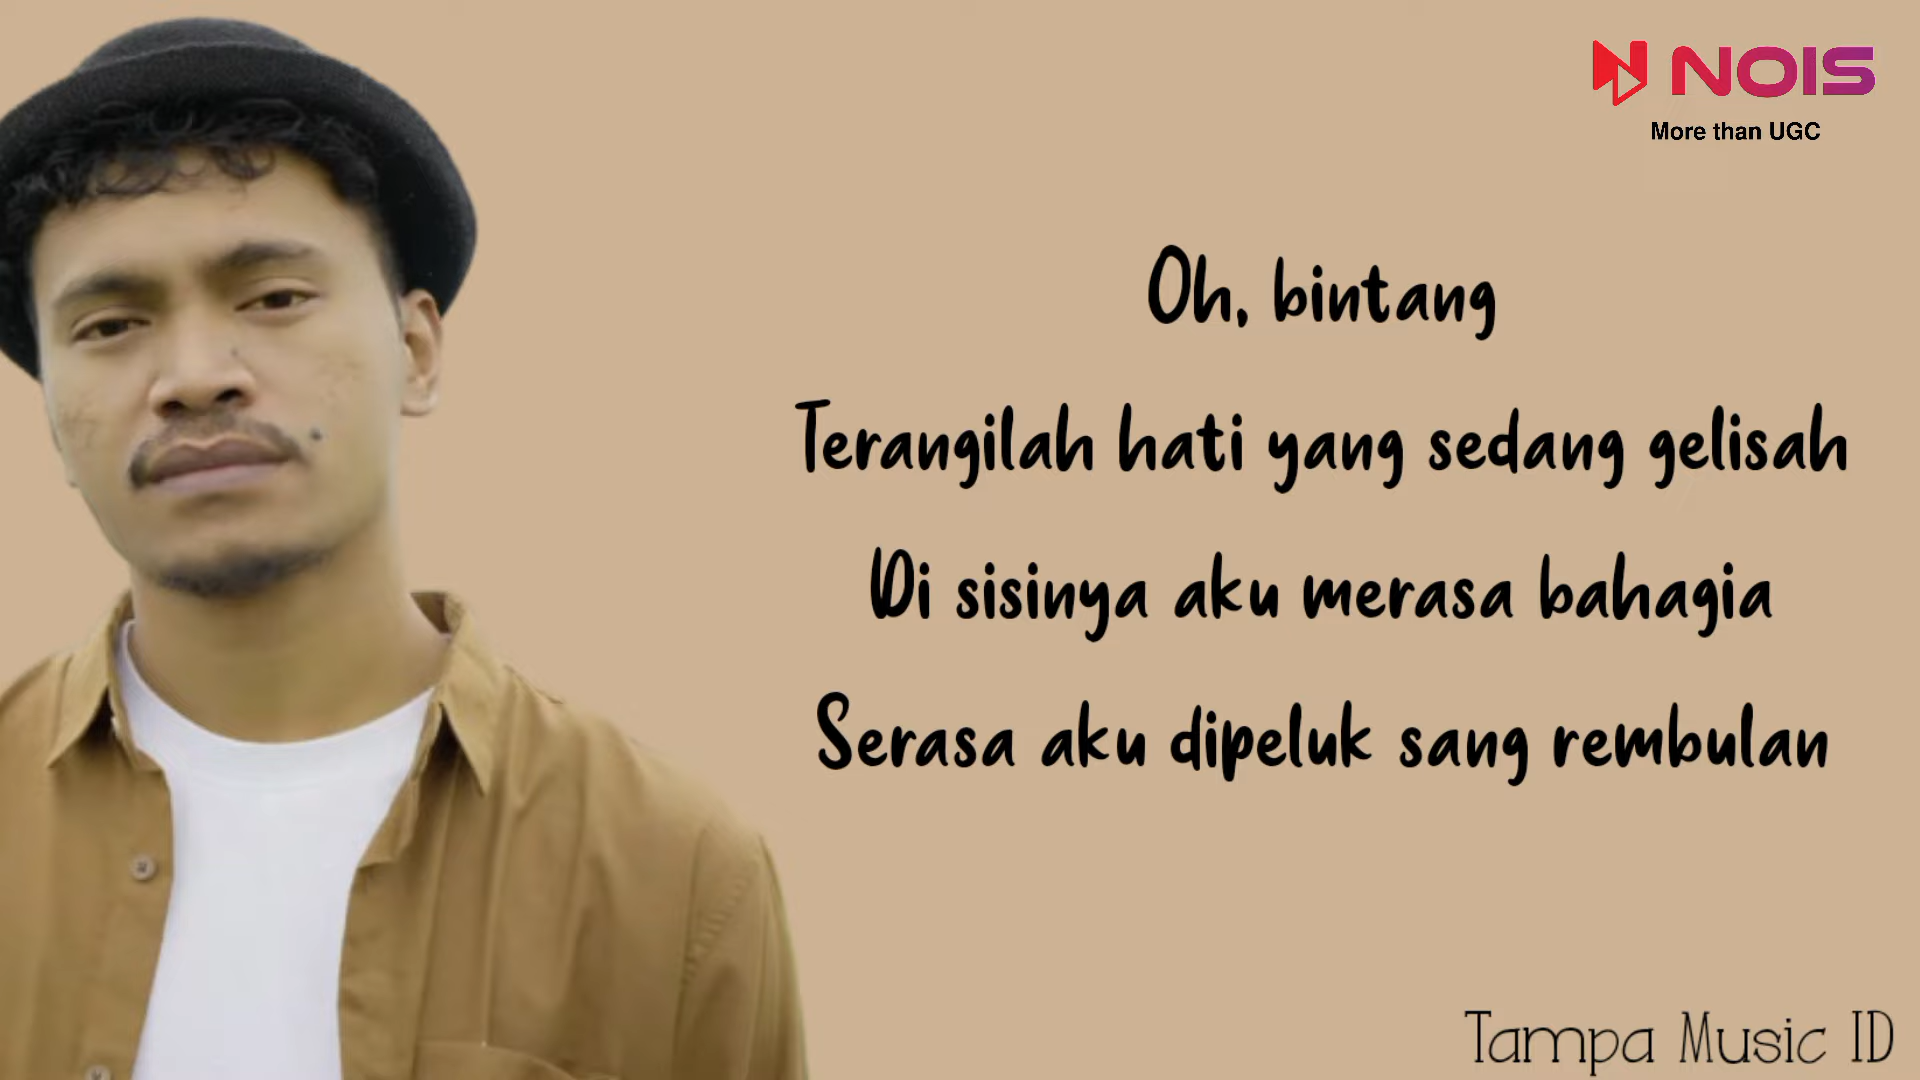 NOIS
More than UGC
Oh, bintang
Terangilah hati yang sedang gelisah
Di sisinya aku merasa bahagia
Serasa aku dipeluk sang rembulan
Tampa Music ID